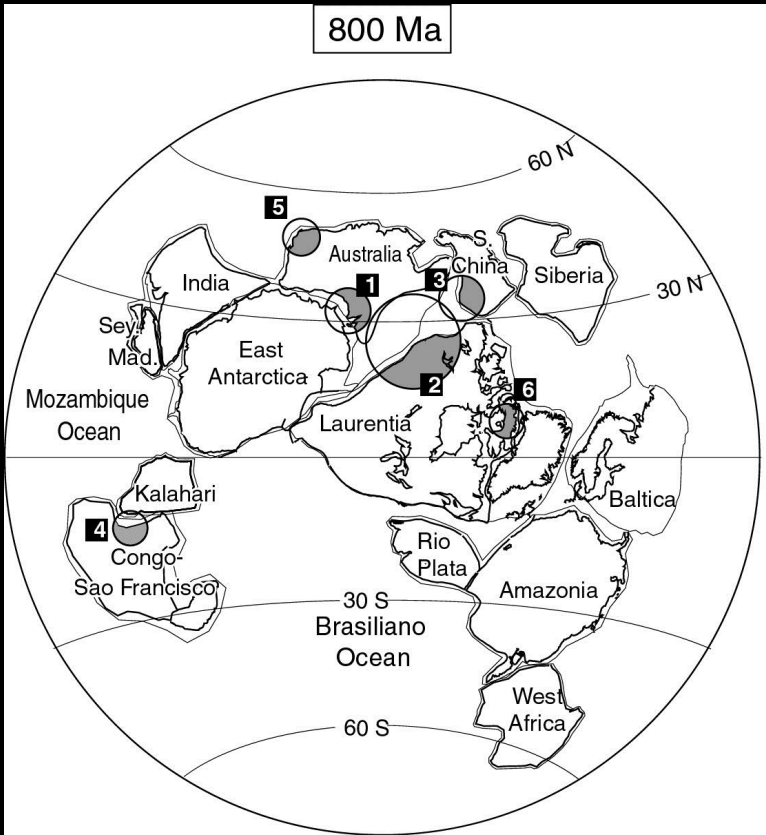 800 Ma
60 N
5
Australia
S.
China
Siberia
India
1
3
30 N
Sey.
Mad.
East
Antarctica
2
6
Mozambique
Ocean
Laurentia
Kalahari
Baltica
4
Congo-
Sao Francisco
Rio
Plata
Amazonia
30 S
Brasiliano
Ocean
West
Africa
60 S